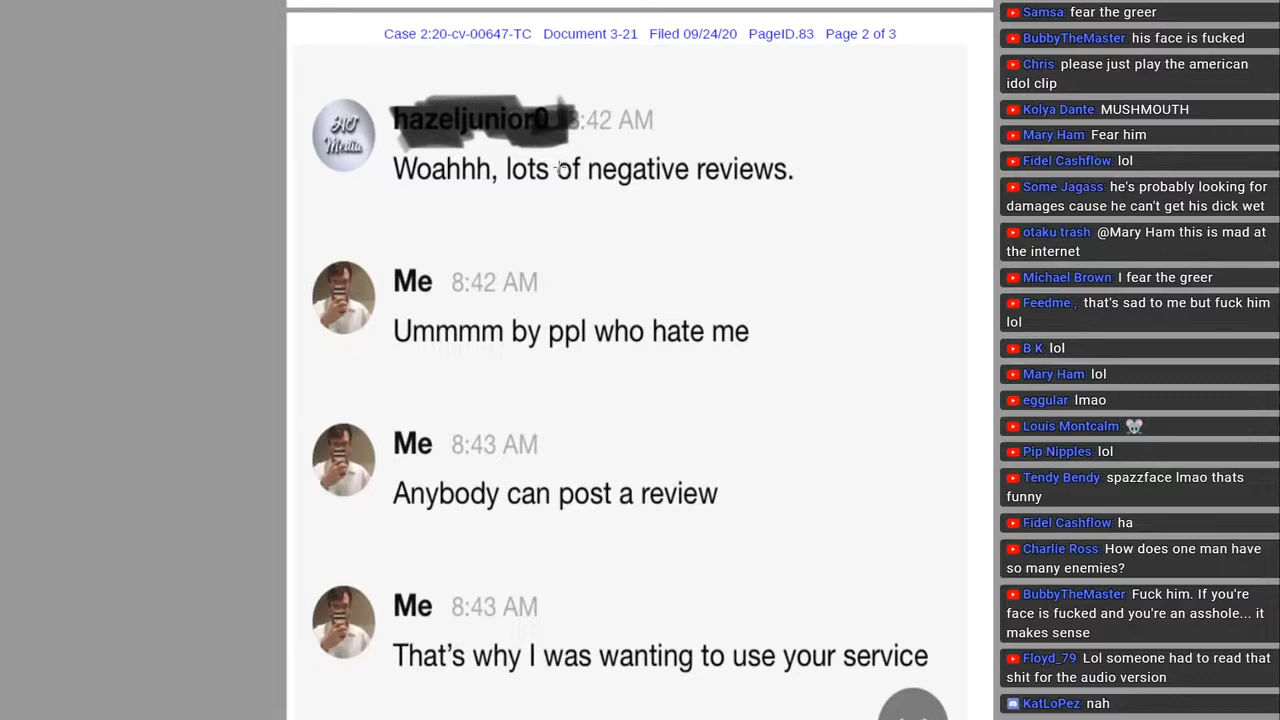 Case 2:20-cv-00647-TC Document 3-21 Filed 09/24/20 PageID.83 Page 2 of 3
Media
hazeljunior0 8:42 AM
Woahhh, lots of negative reviews.
Me 8:42 AM
Ummmm by ppl who hate me
Me 8:43 AM
Anybody can post a review
Me 8:43 AM
That's why I was wanting to use your service
Samsa: fear the greer
BubbyTheMaster: his face is fucked
Chris: please just play the american
idol clip
Kolya Dante: MUSHMOUTH
Mary Ham: Fear him
Fidel Cashflow: lol
Some Jagass: he's probably looking for
damages cause he can't get his dick wet
otaku trash: @Mary Ham this is mad at
the internet
Michael Brown: I fear the greer
Feedme , that's sad to me but fuck him
lol
B K: lol
Mary Ham: lol
eggular: lmao
Louis Montcalm: 🐭
Pip Nipples: lol
Tendy Bendy: spazzface lmao thats
funny
Fidel Cashflow: ha
Charlie Ross: How does one man have
so many enemies?
BubbyTheMaster: Fuck him. If you're
face is fucked and you're an asshole... it
makes sense
Floyd_79: Lol someone had to read that
shit for the audio version
KatLoPez: nah